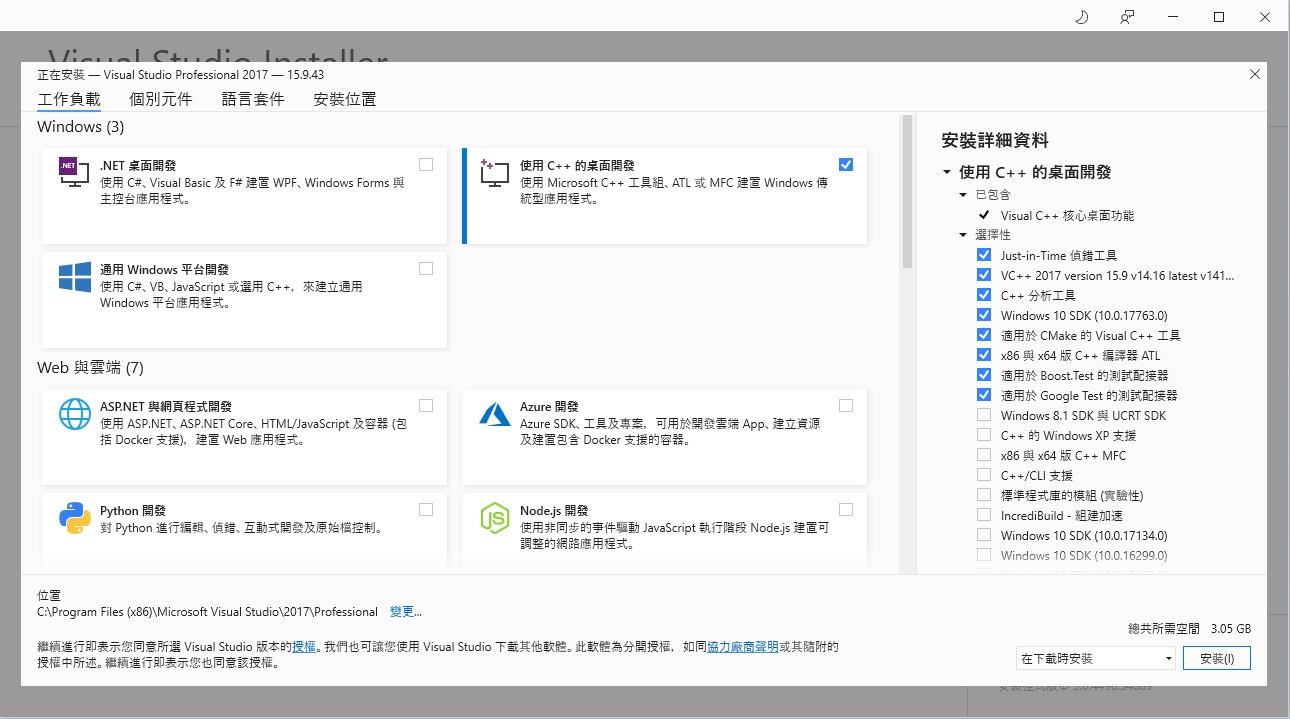 Visual Studio Installer
正在安裝 — Visual Studio Professional 2017 — 15.9.43
工作負載 個別元件 語言套件 安裝位置
Windows (3)
.NET 桌面開發
使用 C#、Visual Basic 及 F# 建置 WPF、Windows Forms 與
主控台應用程式。
使用 C++ 的桌面開發
使用 Microsoft C++ 工具組、ATL 或 MFC 建置 Windows 傳
統型應用程式。
通用 Windows 平台開發
使用 C#、VB、JavaScript 或選用 C++，來建立通用
Windows 平台應用程式。
Web 與雲端 (7)
ASP.NET 與網頁程式開發
使用 ASP.NET、ASP.NET Core、HTML/JavaScript 及容器 (包
括 Docker 支援)，建置 Web 應用程式。
Azure 開發
Azure SDK、工具及專案，可用於開發雲端 App、建立資源
及建置包含 Docker 支援的容器。
Python 開發
對 Python 進行編輯、偵錯、互動式開發及原始檔控制。
Node.js 開發
使用非同步的事件驅動 JavaScript 執行階段 Node.js 建置可
調整的網路應用程式。
安裝詳細資料
使用 C++ 的桌面開發
已包含
Visual C++ 核心桌面功能
選擇性
Just-in-Time 偵錯工具
VC++ 2017 version 15.9 v14.16 latest v141...
C++ 分析工具
Windows 10 SDK (10.0.17763.0)
適用於 CMake 的 Visual C++ 工具
x86 與 x64 版 C++ 編譯器 ATL
適用於 Boost.Test 的測試配接器
適用於 Google Test 的測試配接器
Windows 8.1 SDK 與 UCRT SDK
C++ 的 Windows XP 支援
x86 與 x64 版 C++ MFC
C++/CLI 支援
標準程式庫的模組 (實驗性)
IncrediBuild - 組建加速
Windows 10 SDK (10.0.17134.0)
Windows 10 SDK (10.0.16299.0)
位置
C:\Program Files (x86)\Microsoft Visual Studio\2017\Professional 變更...
繼續進行即表示您同意所選 Visual Studio 版本的授權。我們也可讓您使用 Visual Studio 下載其他軟體。此軟體為分開授權，如同協力廠商聲明或其隨附的
授權中所述。繼續進行即表示您也同意該授權。
總共所需空間 3.05 GB
在下載時安裝 安裝(I)